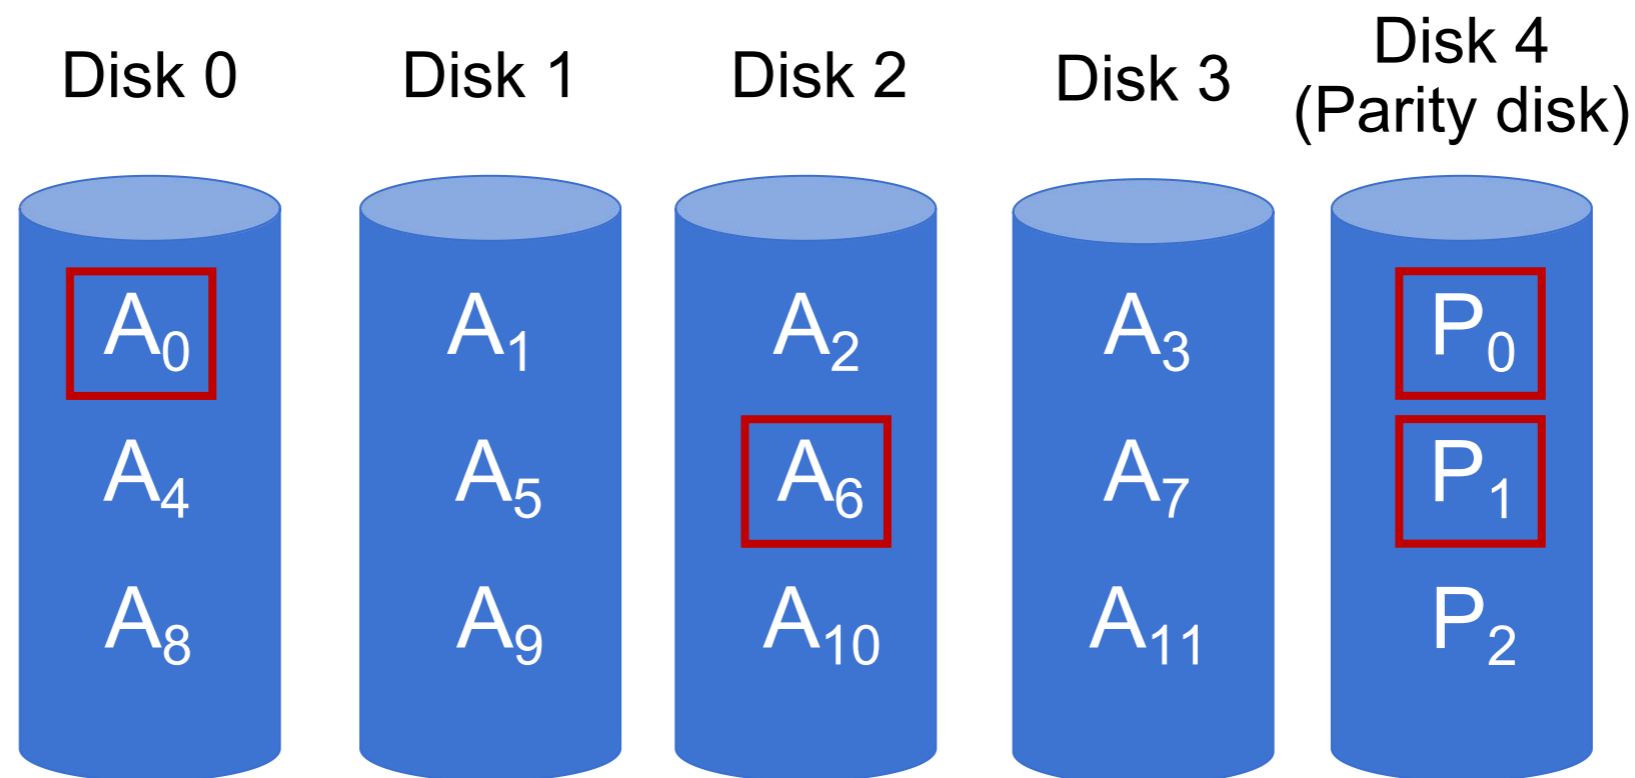 Disk 0 Disk 1 Disk 2 Disk 3 Disk 4
(Parity disk)
A₀ A₁ A₂ A₃ P₀
A₄ A₅ A₆ A₇ P₁
A₈ A₉ A₁₀ A₁₁ P₂